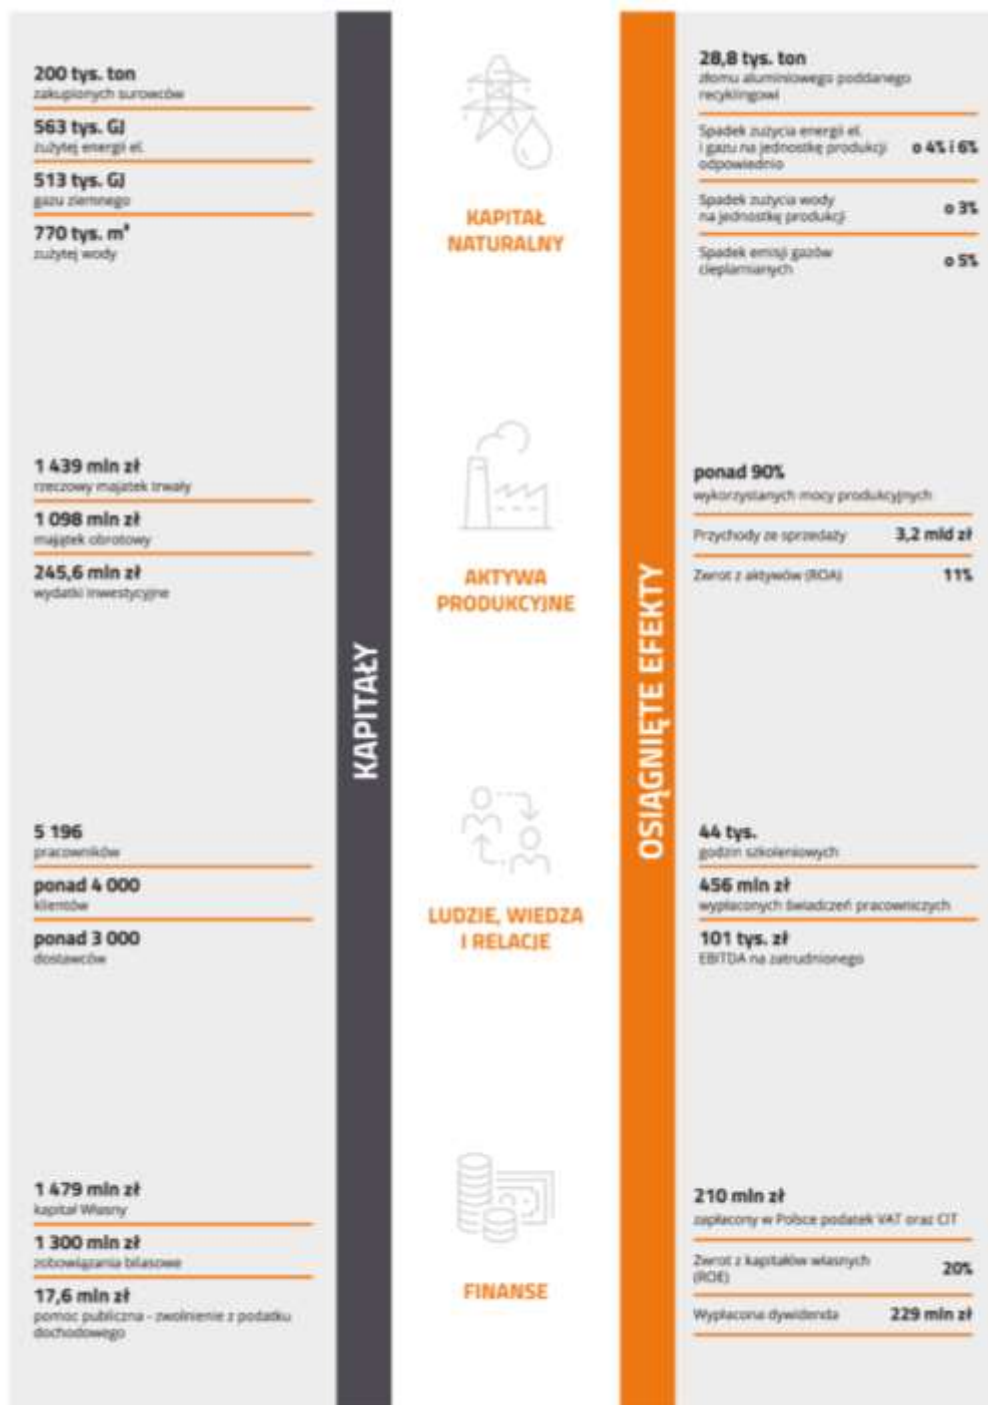 200 tys. ton
zakupionych surowców
563 tys. GJ
zużytej energii el.
513 tys. GJ
gazu ziemnego
770 tys. m³
zużytej wody
KAPITAŁ
NATURALNY
28,8 tys. ton
złomu aluminiowego poddanego
recyklingowi
Spadek zużycia energii el.
i gazu na jednostkę produkcji
odpowiednio
o 4% i 6%
Spadek zużycia wody
na jednostkę produkcji
o 3%
Spadek emisji gazów
cieplarnianych
o 5%
1 439 mln zł
rzeczowy majątek trwały
1 098 mln zł
majątek obrotowy
245,6 mln zł
wydatki inwestycyjne
AKTYWA
PRODUKCYJNE
ponad 90%
wykorzystanych mocy produkcyjnych
Przychody ze sprzedaży 3,2 mld zł
Zwrot z aktywów (ROA) 11%
KAPITAŁY
OSIĄGNIĘTE EFEKTY
5 196
pracowników
ponad 4 000
klientów
ponad 3 000
dostawców
LUDZIE, WIEDZA
I RELACJE
44 tys.
godzin szkoleniowych
456 mln zł
wypłaconych świadczeń pracowniczych
101 tys. zł
EBITDA na zatrudnionego
1 479 mln zł
kapitał Własny
1 300 mln zł
zobowiązania bilasowe
17,6 mln zł
pomoc publiczna - zwolnienie z podatku
dochodowego
FINANSE
210 mln zł
zapłacony w Polsce podatek VAT oraz CIT
Zwrot z kapitałów własnych
(ROE)
20%
Wypłacona dywidenda 229 mln zł